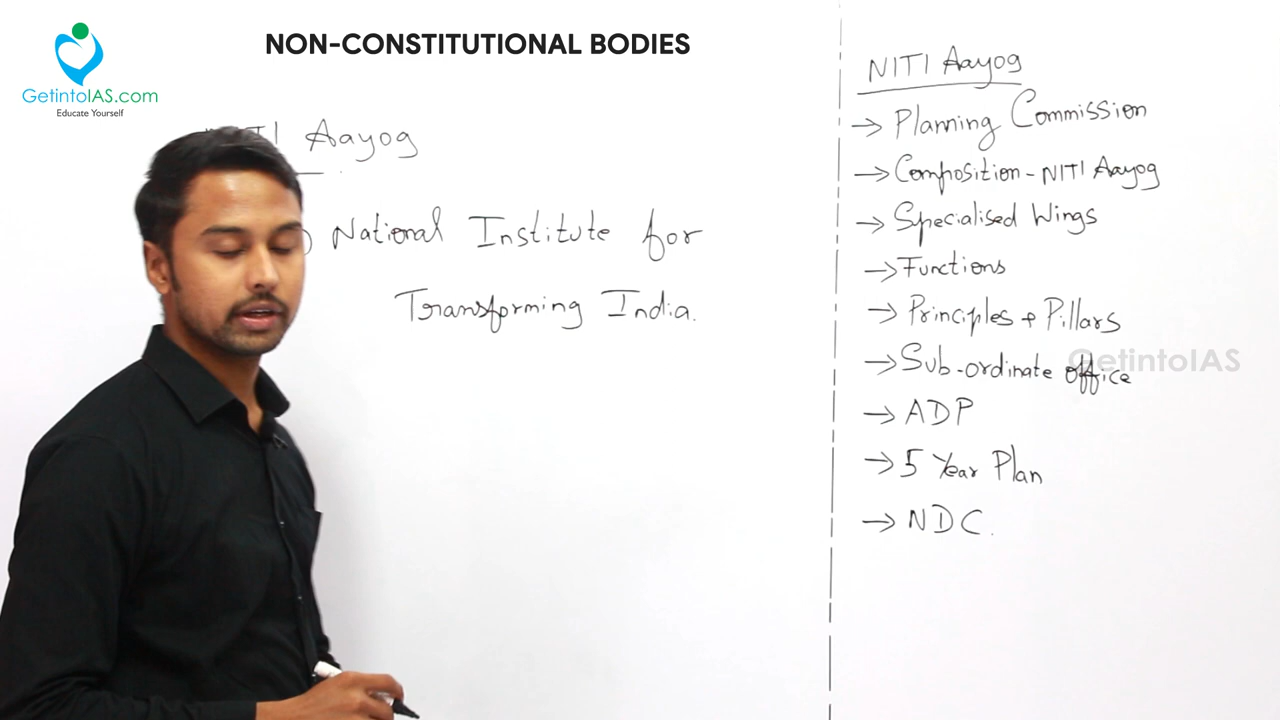 GetintoIAS.com
Educate Yourself
NON-CONSTITUTIONAL BODIES
Aayog
National Institute for
Transforming India.
NITI Aayog
→ Planning Commission
→ Composition - NITI Aayog
→ Specialised Wings
→ Functions
→ Principles + Pillars
→ Sub-ordinate office
GetintoIAS
→ ADP
→ 5 Year Plan
→ NDC.